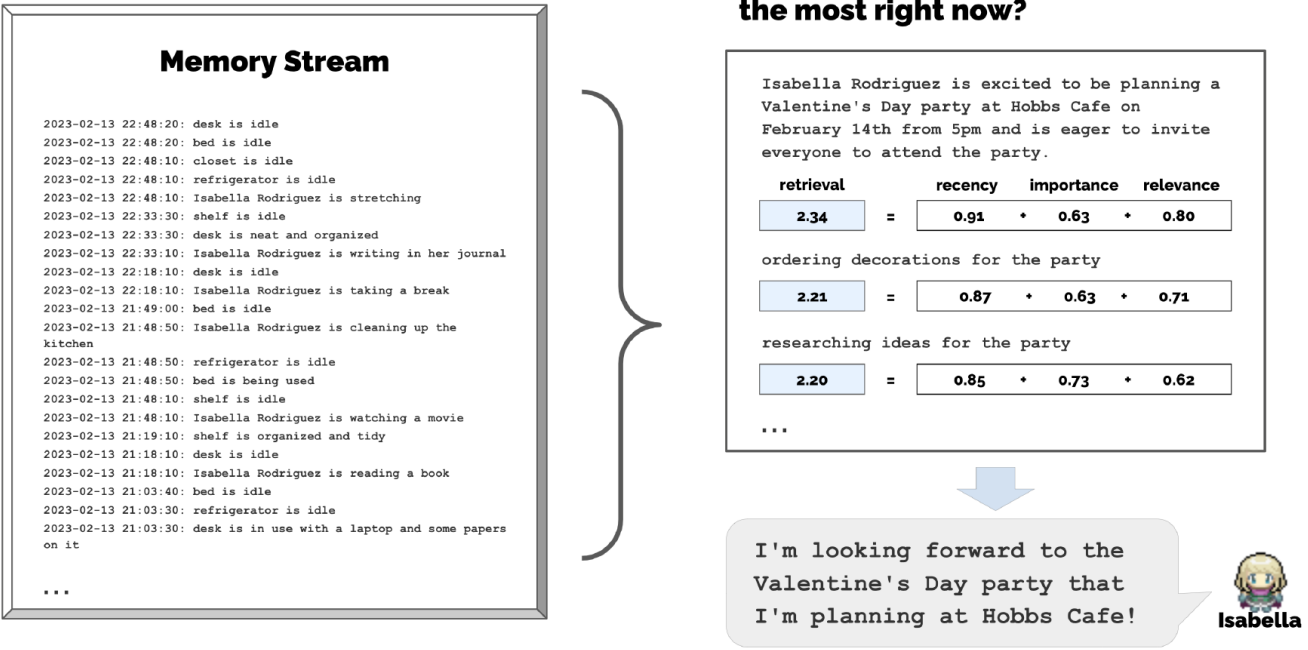 Memory Stream
2023-02-13 22:48:20: desk is idle
2023-02-13 22:48:20: bed is idle
2023-02-13 22:48:10: closet is idle
2023-02-13 22:48:10: refrigerator is idle
2023-02-13 22:48:10: Isabella Rodriguez is stretching
2023-02-13 22:33:30: shelf is idle
2023-02-13 22:33:30: desk is neat and organized
2023-02-13 22:33:10: Isabella Rodriguez is writing in her journal
2023-02-13 22:18:10: desk is idle
2023-02-13 22:18:10: Isabella Rodriguez is taking a break
2023-02-13 21:49:00: bed is idle
2023-02-13 21:48:50: Isabella Rodriguez is cleaning up the
kitchen
2023-02-13 21:48:50: refrigerator is idle
2023-02-13 21:48:50: bed is being used
2023-02-13 21:48:10: shelf is idle
2023-02-13 21:48:10: Isabella Rodriguez is watching a movie
2023-02-13 21:19:10: shelf is organized and tidy
2023-02-13 21:18:10: desk is idle
2023-02-13 21:18:10: Isabella Rodriguez is reading a book
2023-02-13 21:03:40: bed is idle
2023-02-13 21:03:30: refrigerator is idle
2023-02-13 21:03:30: desk is in use with a laptop and some papers
on it
...
the most right now?
Isabella Rodriguez is excited to be planning a
Valentine's Day party at Hobbs Cafe on
February 14th from 5pm and is eager to invite
everyone to attend the party.
retrieval recency importance relevance
2.34 = 0.91 + 0.63 + 0.80
ordering decorations for the party
2.21 = 0.87 + 0.63 + 0.71
researching ideas for the party
2.20 = 0.85 + 0.73 + 0.62
...
I'm looking forward to the
Valentine's Day party that
I'm planning at Hobbs Cafe!
Isabella